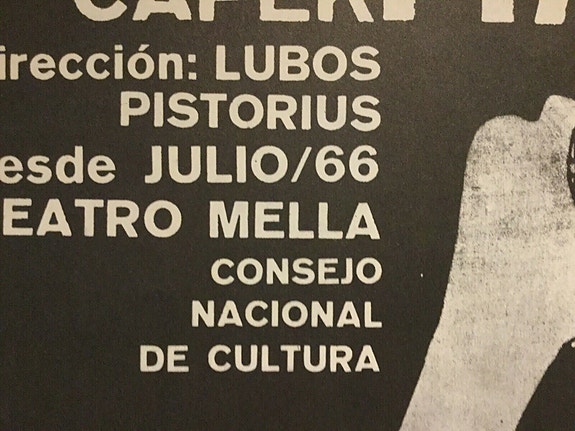 irección: LUBOS
PISTORIUS
esde JULIO/66
EATRO MELLA
CONSEJO
NACIONAL
DE CULTURA